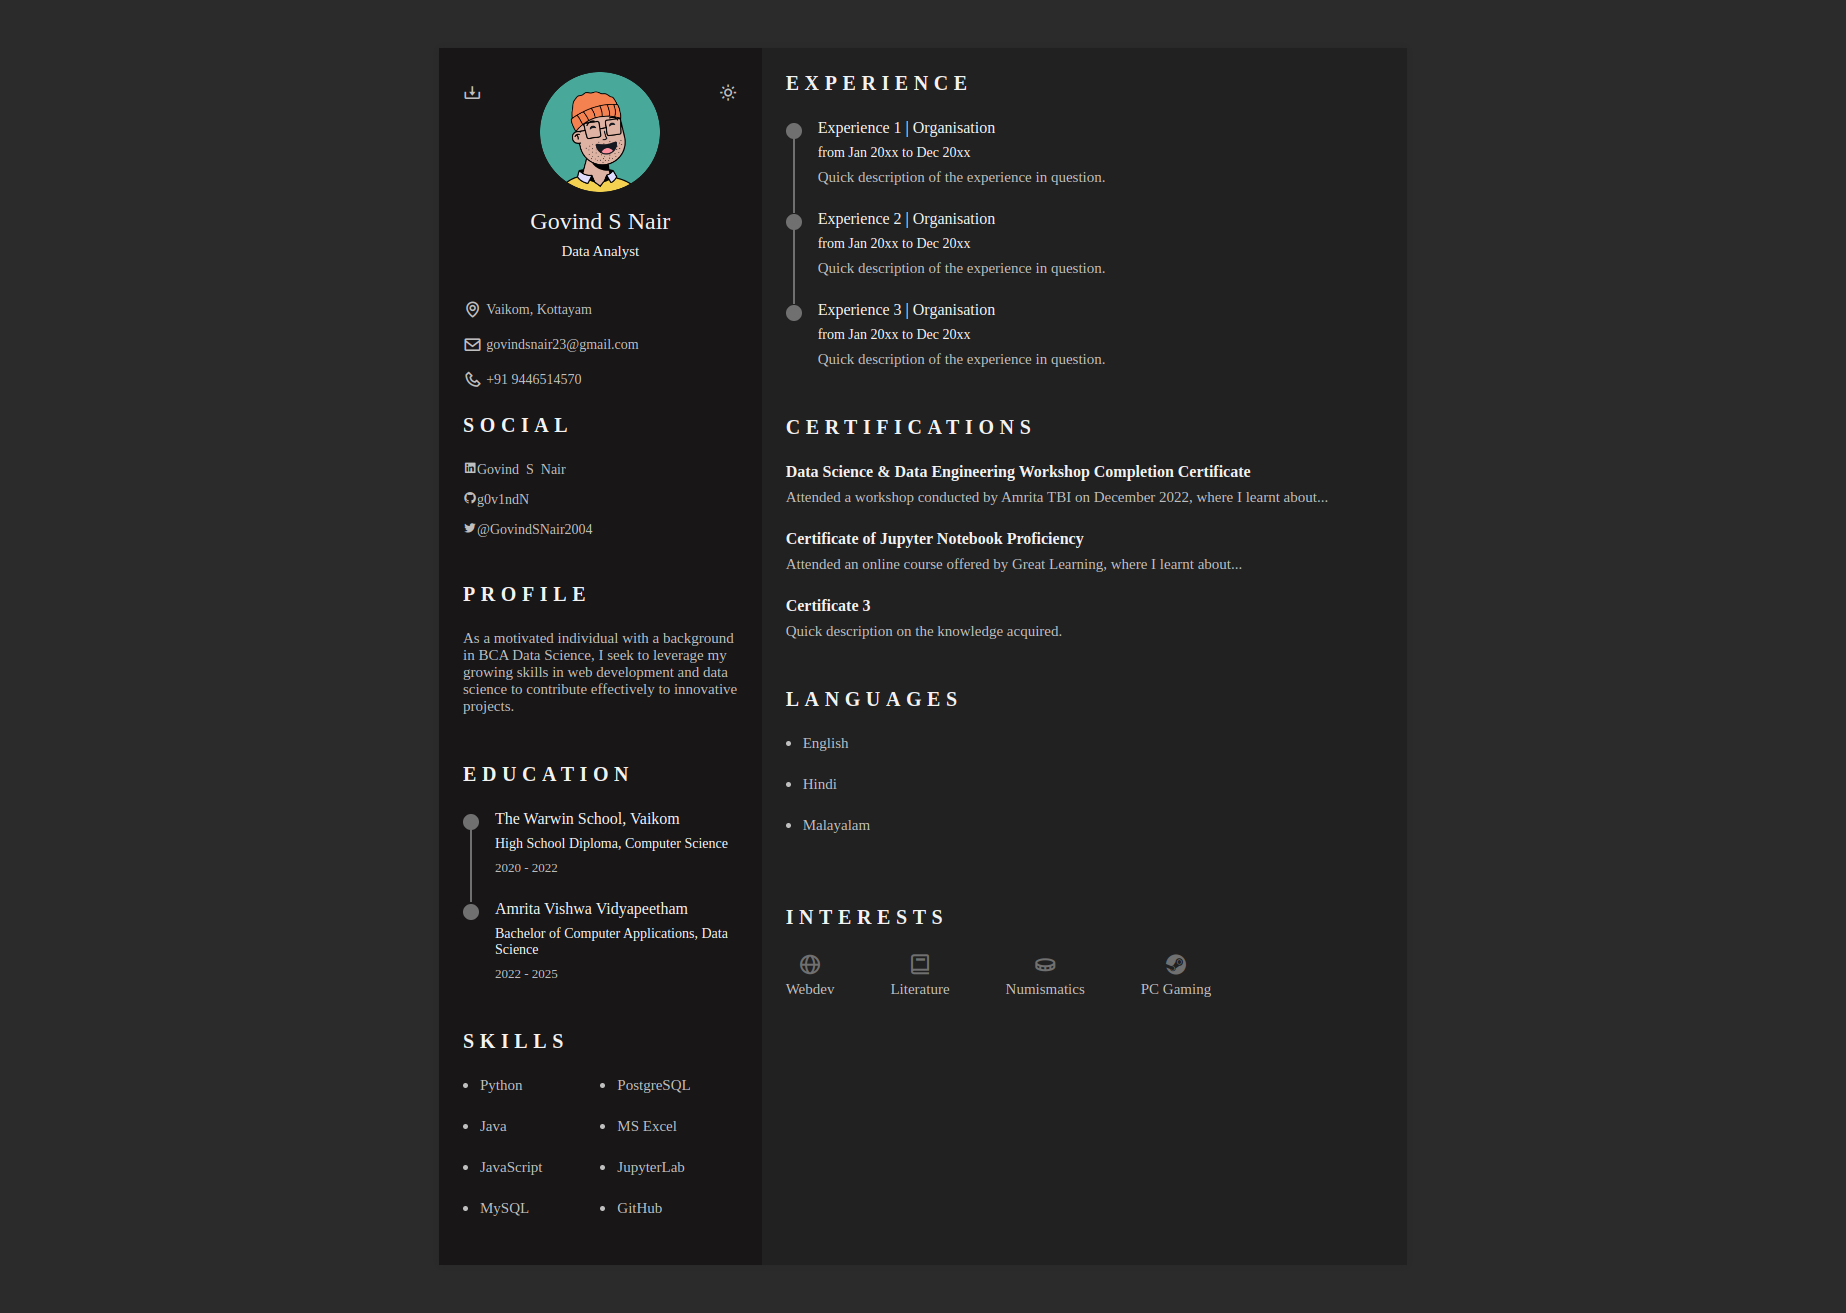 Govind S Nair
Data Analyst
Vaikom, Kottayam
govindsnair23@gmail.com
+91 9446514570
SOCIAL
Govind S Nair
g0v1ndN
@GovindSNair2004
PROFILE
As a motivated individual with a background
in BCA Data Science, I seek to leverage my
growing skills in web development and data
science to contribute effectively to innovative
projects.
EDUCATION
The Warwin School, Vaikom
High School Diploma, Computer Science
2020 - 2022
Amrita Vishwa Vidyapeetham
Bachelor of Computer Applications, Data
Science
2022 - 2025
SKILLS
Python
Java
JavaScript
MySQL
PostgreSQL
MS Excel
JupyterLab
GitHub
EXPERIENCE
Experience 1 | Organisation
from Jan 20xx to Dec 20xx
Quick description of the experience in question.
Experience 2 | Organisation
from Jan 20xx to Dec 20xx
Quick description of the experience in question.
Experience 3 | Organisation
from Jan 20xx to Dec 20xx
Quick description of the experience in question.
CERTIFICATIONS
Data Science & Data Engineering Workshop Completion Certificate
Attended a workshop conducted by Amrita TBI on December 2022, where I learnt about...
Certificate of Jupyter Notebook Proficiency
Attended an online course offered by Great Learning, where I learnt about...
Certificate 3
Quick description on the knowledge acquired.
LANGUAGES
English
Hindi
Malayalam
INTERESTS
Webdev
Literature
Numismatics
PC Gaming